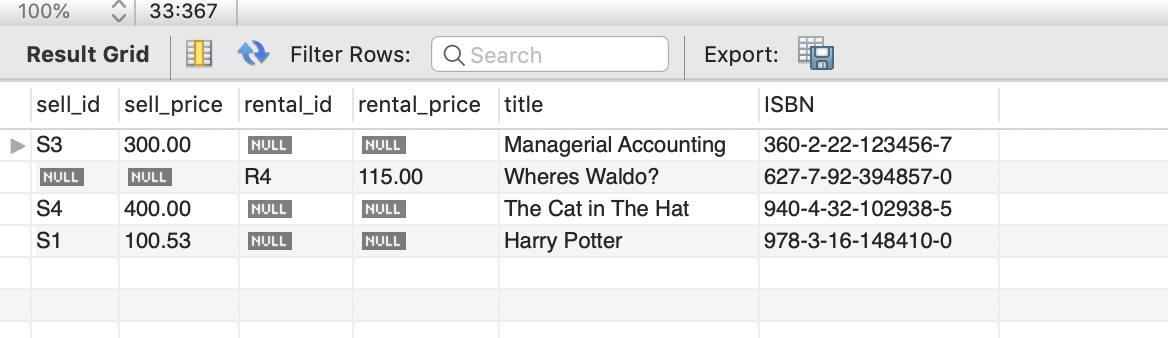 100% 33:367
Result Grid Filter Rows: Search Export:
sell_id sell_price rental_id rental_price title ISBN
S3 300.00 NULL NULL Managerial Accounting 360-2-22-123456-7
NULL NULL R4 115.00 Wheres Waldo? 627-7-92-394857-0
S4 400.00 NULL NULL The Cat in The Hat 940-4-32-102938-5
S1 100.53 NULL NULL Harry Potter 978-3-16-148410-0